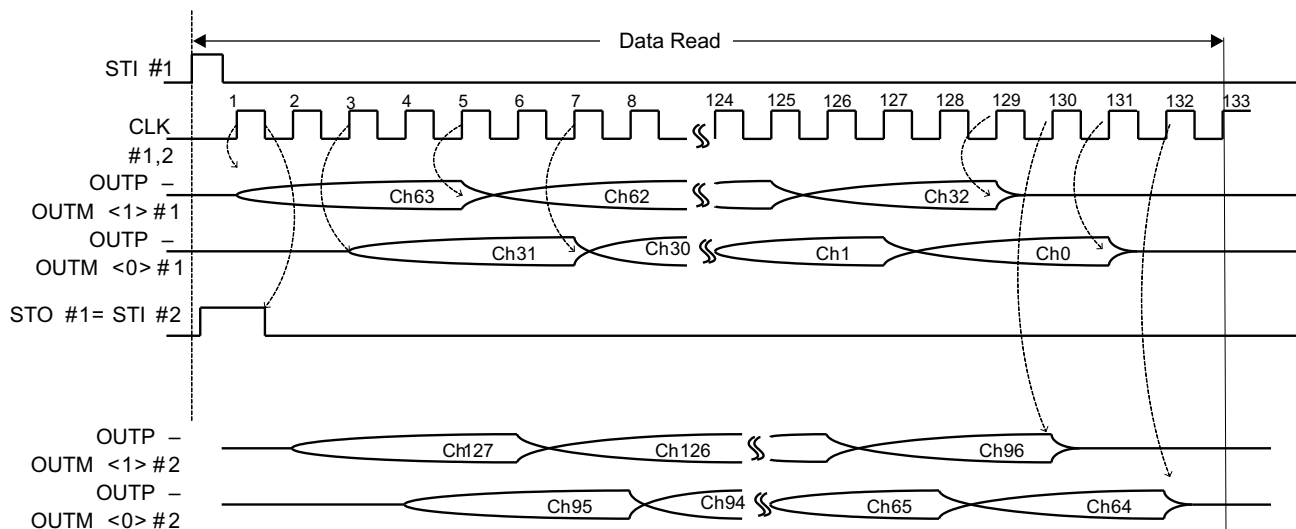 Data Read
STI #1
1 2 3 4 5 6 7 8 124 125 126 127 128 129 130 131 132 133
CLK
#1,2
OUTP –
OUTM <1> #1
Ch63 Ch62 Ch32
OUTP –
OUTM <0> #1
Ch31 Ch30 Ch1 Ch0
STO #1= STI #2
OUTP –
OUTM <1> #2
Ch127 Ch126 Ch96
OUTP –
OUTM <0> #2
Ch95 Ch94 Ch65 Ch64